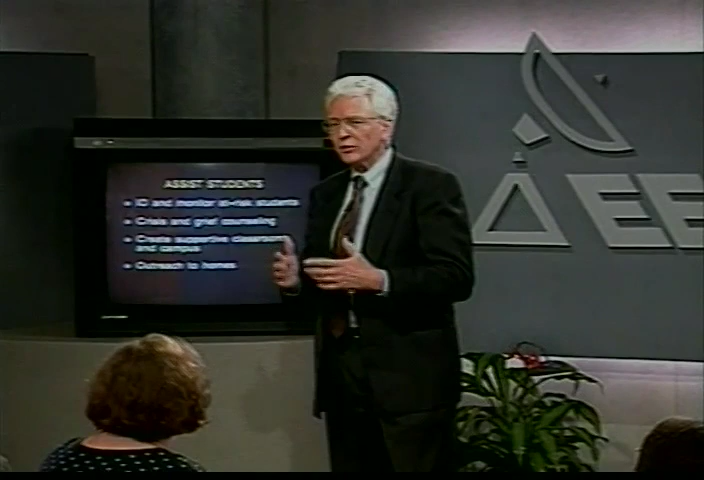 ASSIST STUDENTS
ID and monitor at-risk students
Crisis and grief counseling
Create supportive classrooms
and campus
Outreach to homes
EE